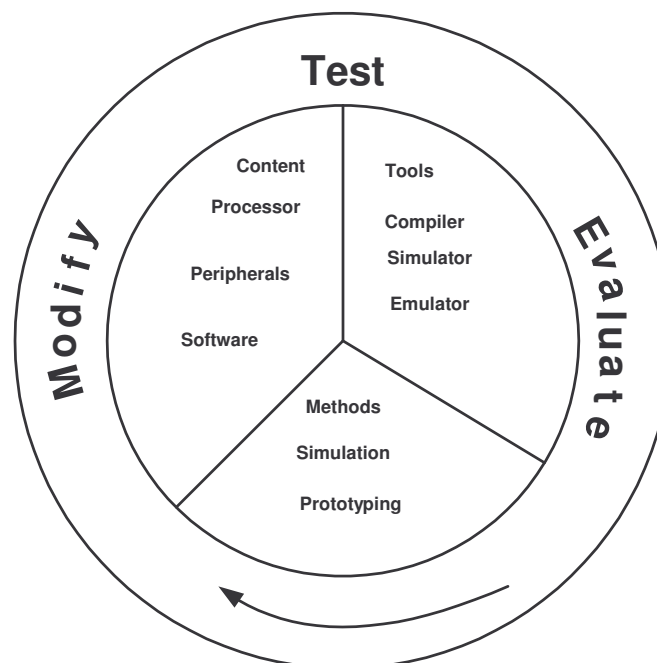 Test
Modify
Evaluate
Content
Processor
Peripherals
Software
Tools
Compiler
Simulator
Emulator
Methods
Simulation
Prototyping